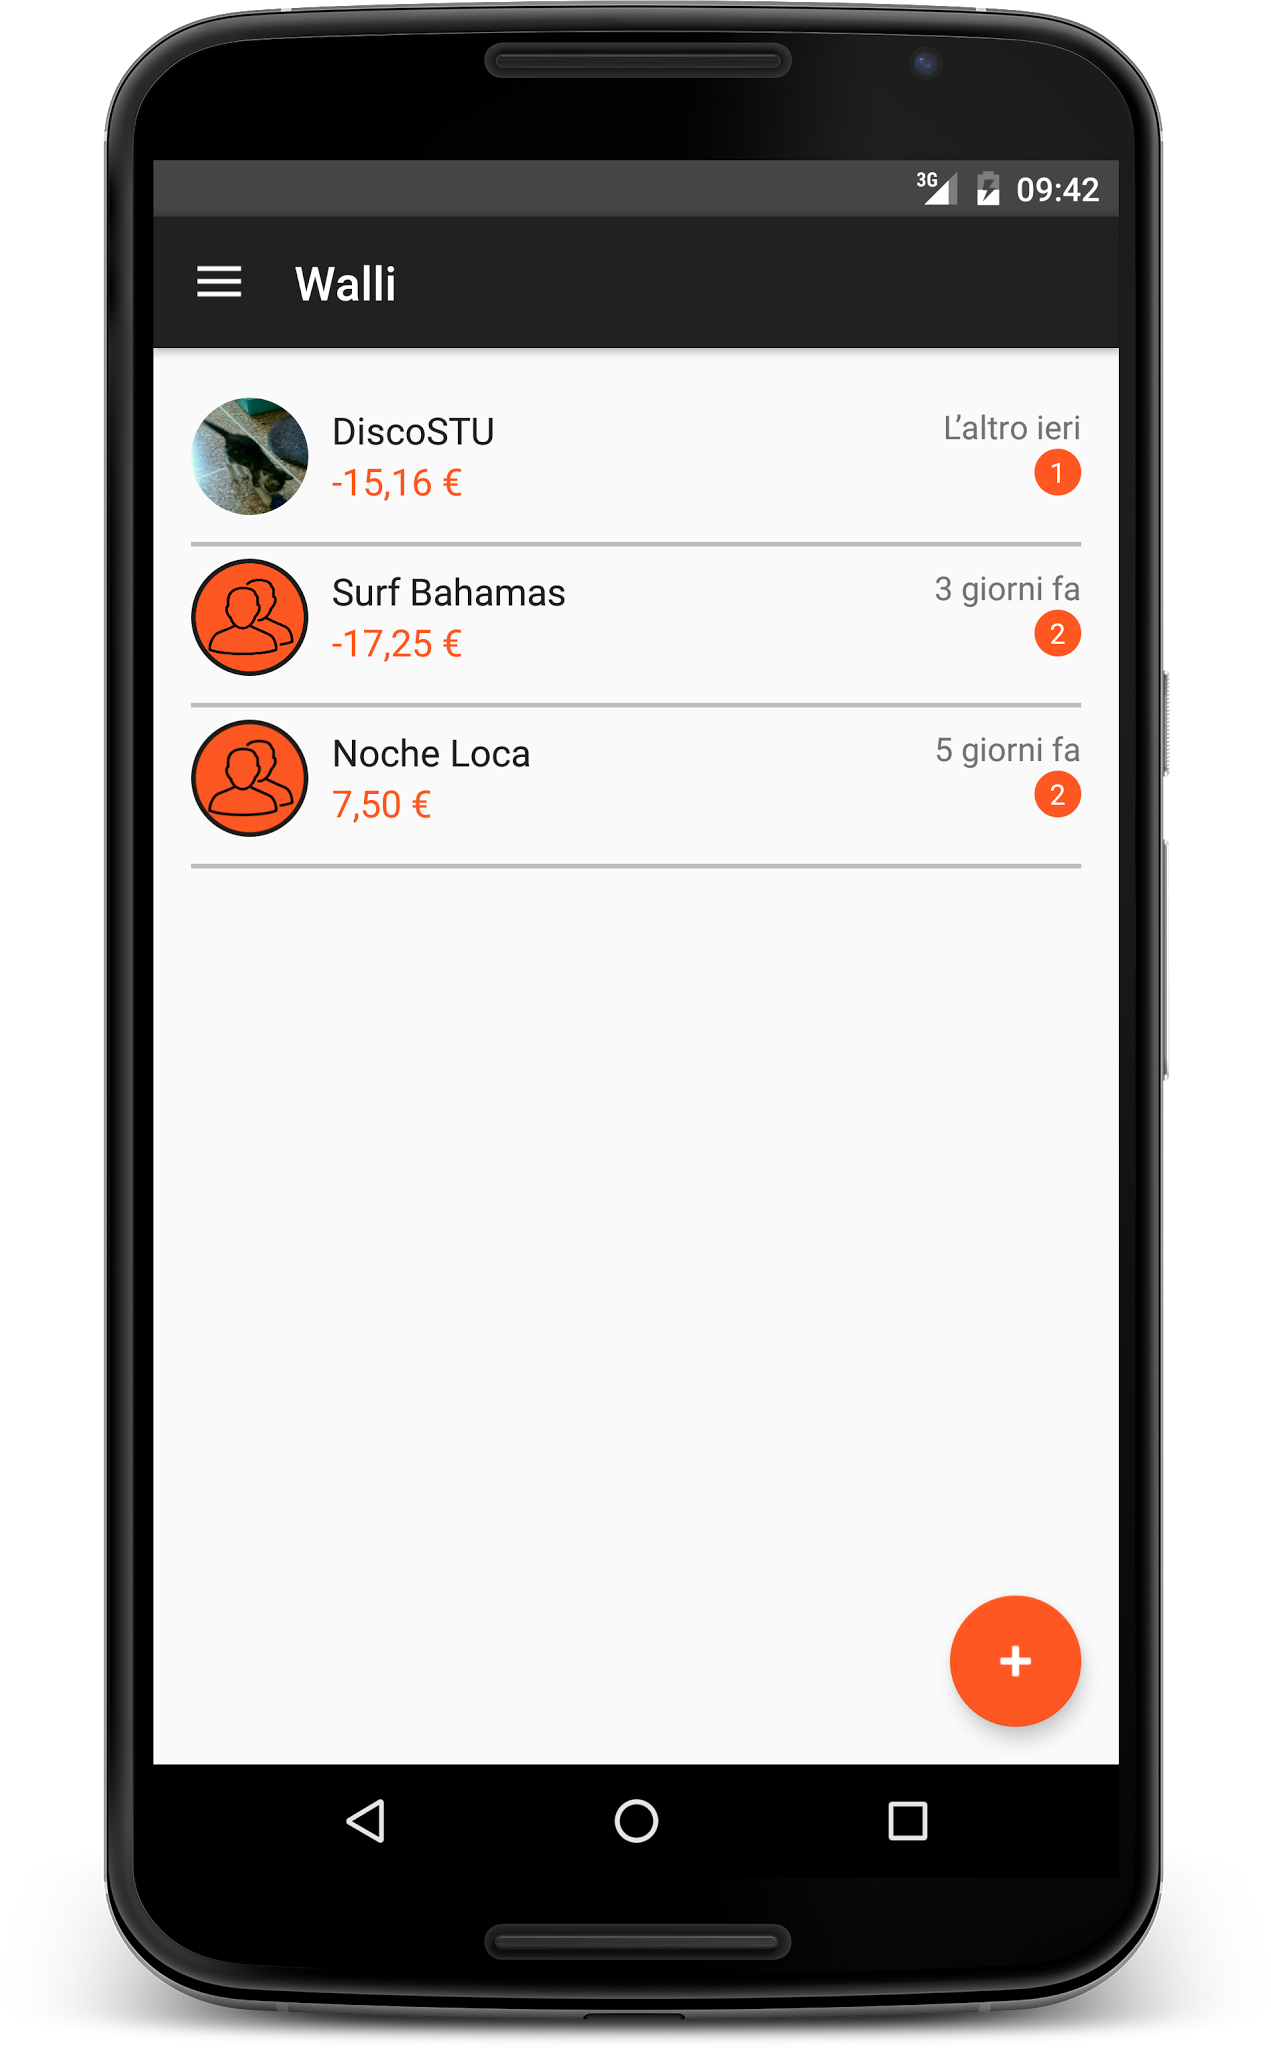 3G 09:42
Walli
DiscoSTU L’altro ieri
-15,16 € 1
Surf Bahamas 3 giorni fa
-17,25 € 2
Noche Loca 5 giorni fa
7,50 € 2
+